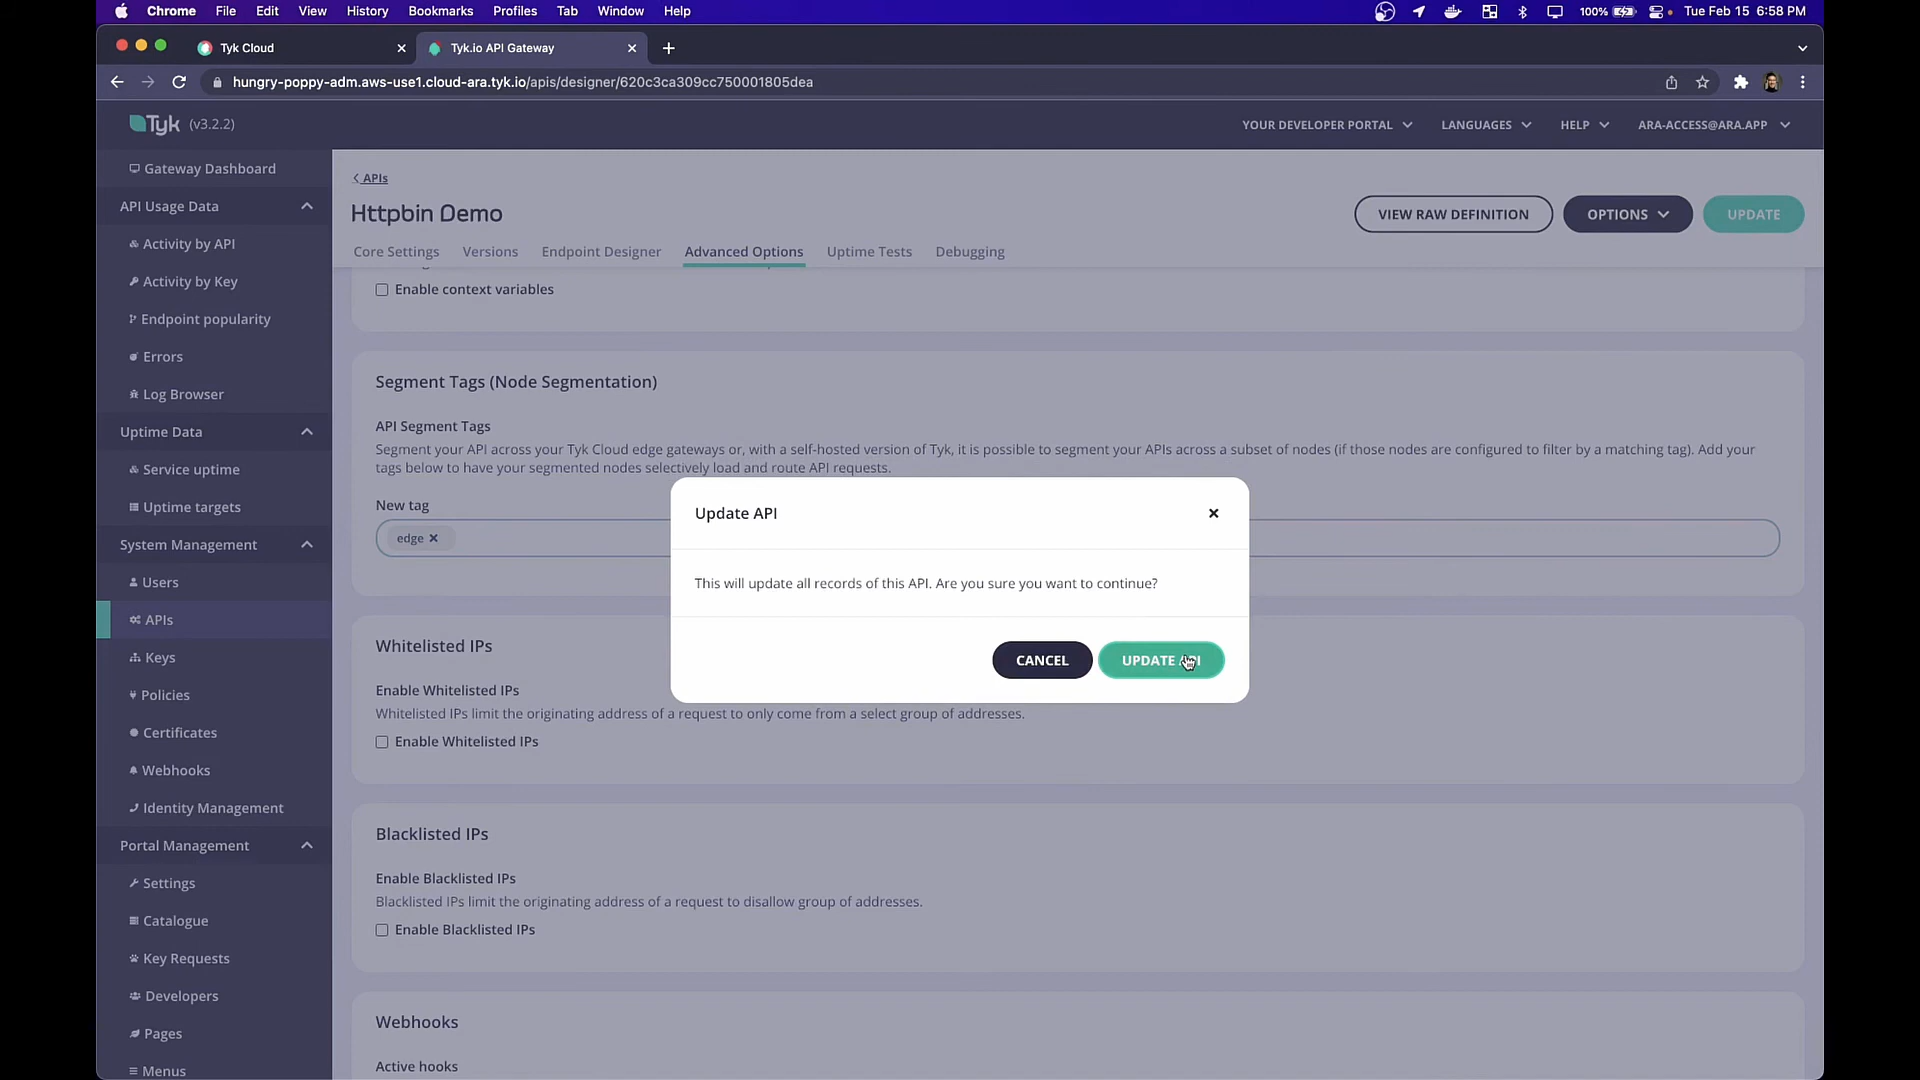 Chrome File Edit View History Bookmarks Profiles Tab Window Help 100% Tue Feb 15 6:58 PM
Tyk Cloud Tyk.io API Gateway
hungry-poppy-adm.aws-use1.cloud-ara.tyk.io/apis/designer/620c3ca309cc750001805dea
Tyk (v3.2.2) YOUR DEVELOPER PORTAL LANGUAGES HELP ARA-ACCESS@ARA.APP
Gateway Dashboard
API Usage Data
Activity by API
Activity by Key
Endpoint popularity
Errors
Log Browser
Uptime Data
Service uptime
Uptime targets
System Management
Users
APIs
Keys
Policies
Certificates
Webhooks
Identity Management
Portal Management
Settings
Catalogue
Key Requests
Developers
Pages
Menus
< APIs
Httpbin Demo
VIEW RAW DEFINITION OPTIONS UPDATE
Core Settings Versions Endpoint Designer Advanced Options Uptime Tests Debugging
Enable context variables
Segment Tags (Node Segmentation)
API Segment Tags
Segment your API across your Tyk Cloud edge gateways or, with a self-hosted version of Tyk, it is possible to segment your APIs across a subset of nodes (if those nodes are configured to filter by a matching tag). Add your
tags below to have your segmented nodes selectively load and route API requests.
New tag
edge
Update API
This will update all records of this API. Are you sure you want to continue?
CANCEL UPDATE
Whitelisted IPs
Enable Whitelisted IPs
Whitelisted IPs limit the originating address of a request to only come from a select group of addresses.
Enable Whitelisted IPs
Blacklisted IPs
Enable Blacklisted IPs
Blacklisted IPs limit the originating address of a request to disallow group of addresses.
Enable Blacklisted IPs
Webhooks
Active hooks